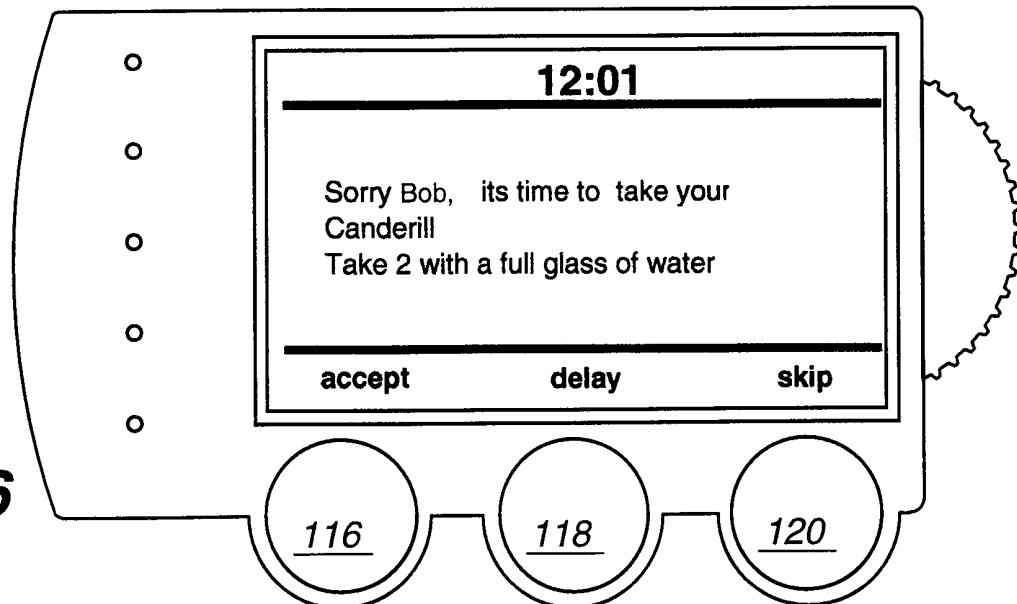 12:01
Sorry Bob, its time to take your
Canderill
Take 2 with a full glass of water
accept delay skip
6
116 118 120